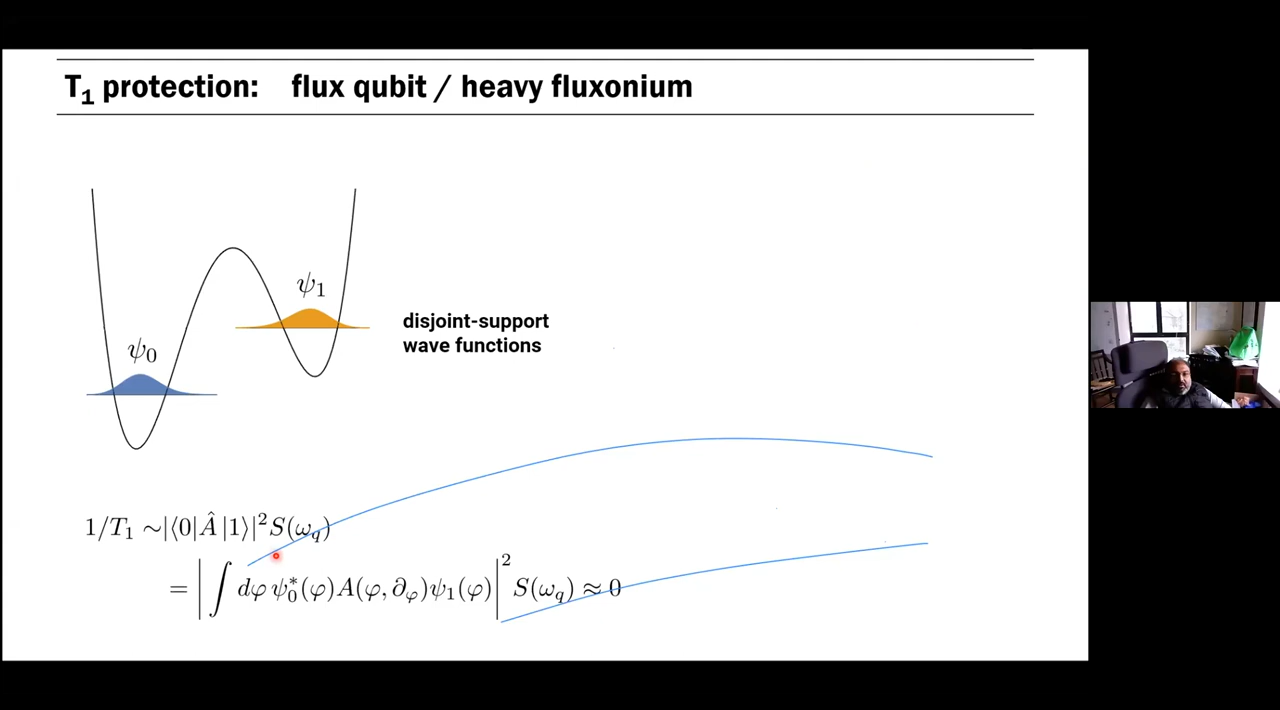 T₁ protection: flux qubit / heavy fluxonium
ψ₁
ψ₀
disjoint-support
wave functions
1/T₁ ∼|⟨0|Â|1⟩|²S(ω_q)
= |∫ dφ ψ₀*(φ)A(φ, ∂_φ)ψ₁(φ)|² S(ω_q) ≈ 0